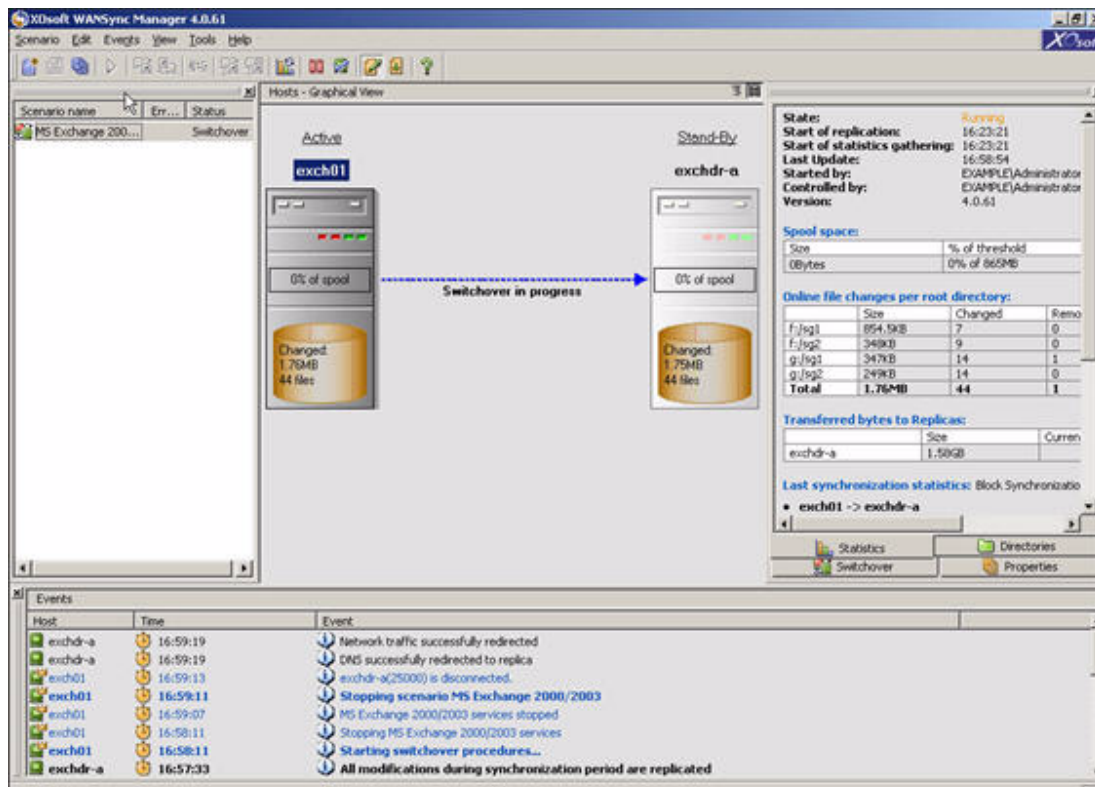 XOsoft WANSync Manager 4.0.61
Scenario Edit Events View Tools Help
XOsoft
Scenario name Err... Status
MS Exchange 200... Switchover
Hosts - Graphical View
Active
exch01
0% of spool
Changed:
1.76MB
44 files
Switchover in progress
Stand-By
exchdr-a
0% of spool
Changed:
1.75MB
44 files
State: Running
Start of replication: 16:23:21
Start of statistics gathering: 16:23:21
Last Update: 16:58:54
Started by: EXAMPLE\Administrator
Controlled by: EXAMPLE\Administrator
Version: 4.0.61
Spool space:
Size % of threshold
0Bytes 0% of 865MB
Online file changes per root directory:
Size Changed Remo
f:/sg1 854.5KB 7 0
f:/sg2 348KB 9 0
g:/sg1 347KB 14 1
g:/sg2 249KB 14 0
Total 1.76MB 44 1
Transferred bytes to Replicas:
Size Curren
exchdr-a 1.58GB
Last synchronization statistics: Block Synchronizatio
• exch01 -> exchdr-a
Statistics Directories
Switchover Properties
Events
Host Time Event
exchdr-a 16:59:19 Network traffic successfully redirected
exchdr-a 16:59:19 DNS successfully redirected to replica
exch01 16:59:13 exchdr-a(25000) is disconnected.
exch01 16:59:11 Stopping scenario MS Exchange 2000/2003
exch01 16:59:07 MS Exchange 2000/2003 services stopped
exch01 16:58:11 Stopping MS Exchange 2000/2003 services
exch01 16:58:11 Starting switchover procedures...
exchdr-a 16:57:33 All modifications during synchronization period are replicated